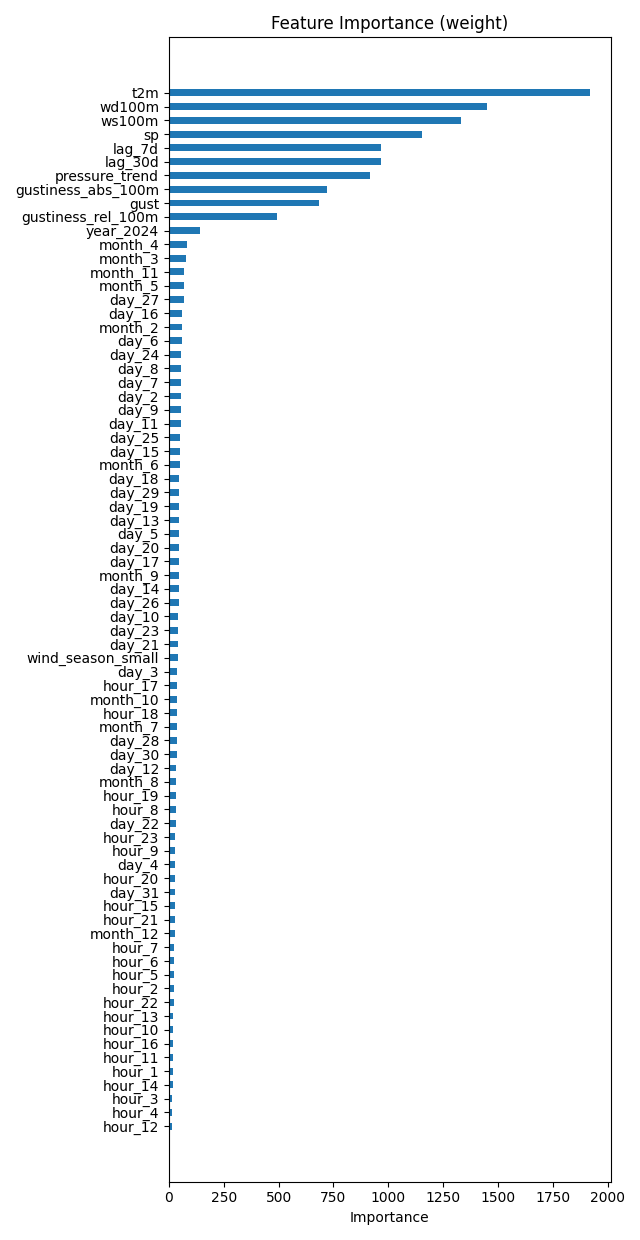 Feature Importance (weight)
t2m
wd100m
ws100m
sp
lag_7d
lag_30d
pressure_trend
gustiness_abs_100m
gust
gustiness_rel_100m
year_2024
month_4
month_3
month_11
month_5
day_27
day_16
month_2
day_6
day_24
day_8
day_7
day_2
day_9
day_11
day_25
day_15
month_6
day_18
day_29
day_19
day_13
day_5
day_20
day_17
month_9
day_14
day_26
day_10
day_23
day_21
wind_season_small
day_3
hour_17
month_10
hour_18
month_7
day_28
day_30
day_12
month_8
hour_19
hour_8
day_22
hour_23
hour_9
day_4
hour_20
day_31
hour_15
hour_21
month_12
hour_7
hour_6
hour_5
hour_2
hour_22
hour_13
hour_10
hour_16
hour_11
hour_1
hour_14
hour_3
hour_4
hour_12
0 250 500 750 1000 1250 1500 1750 2000
Importance